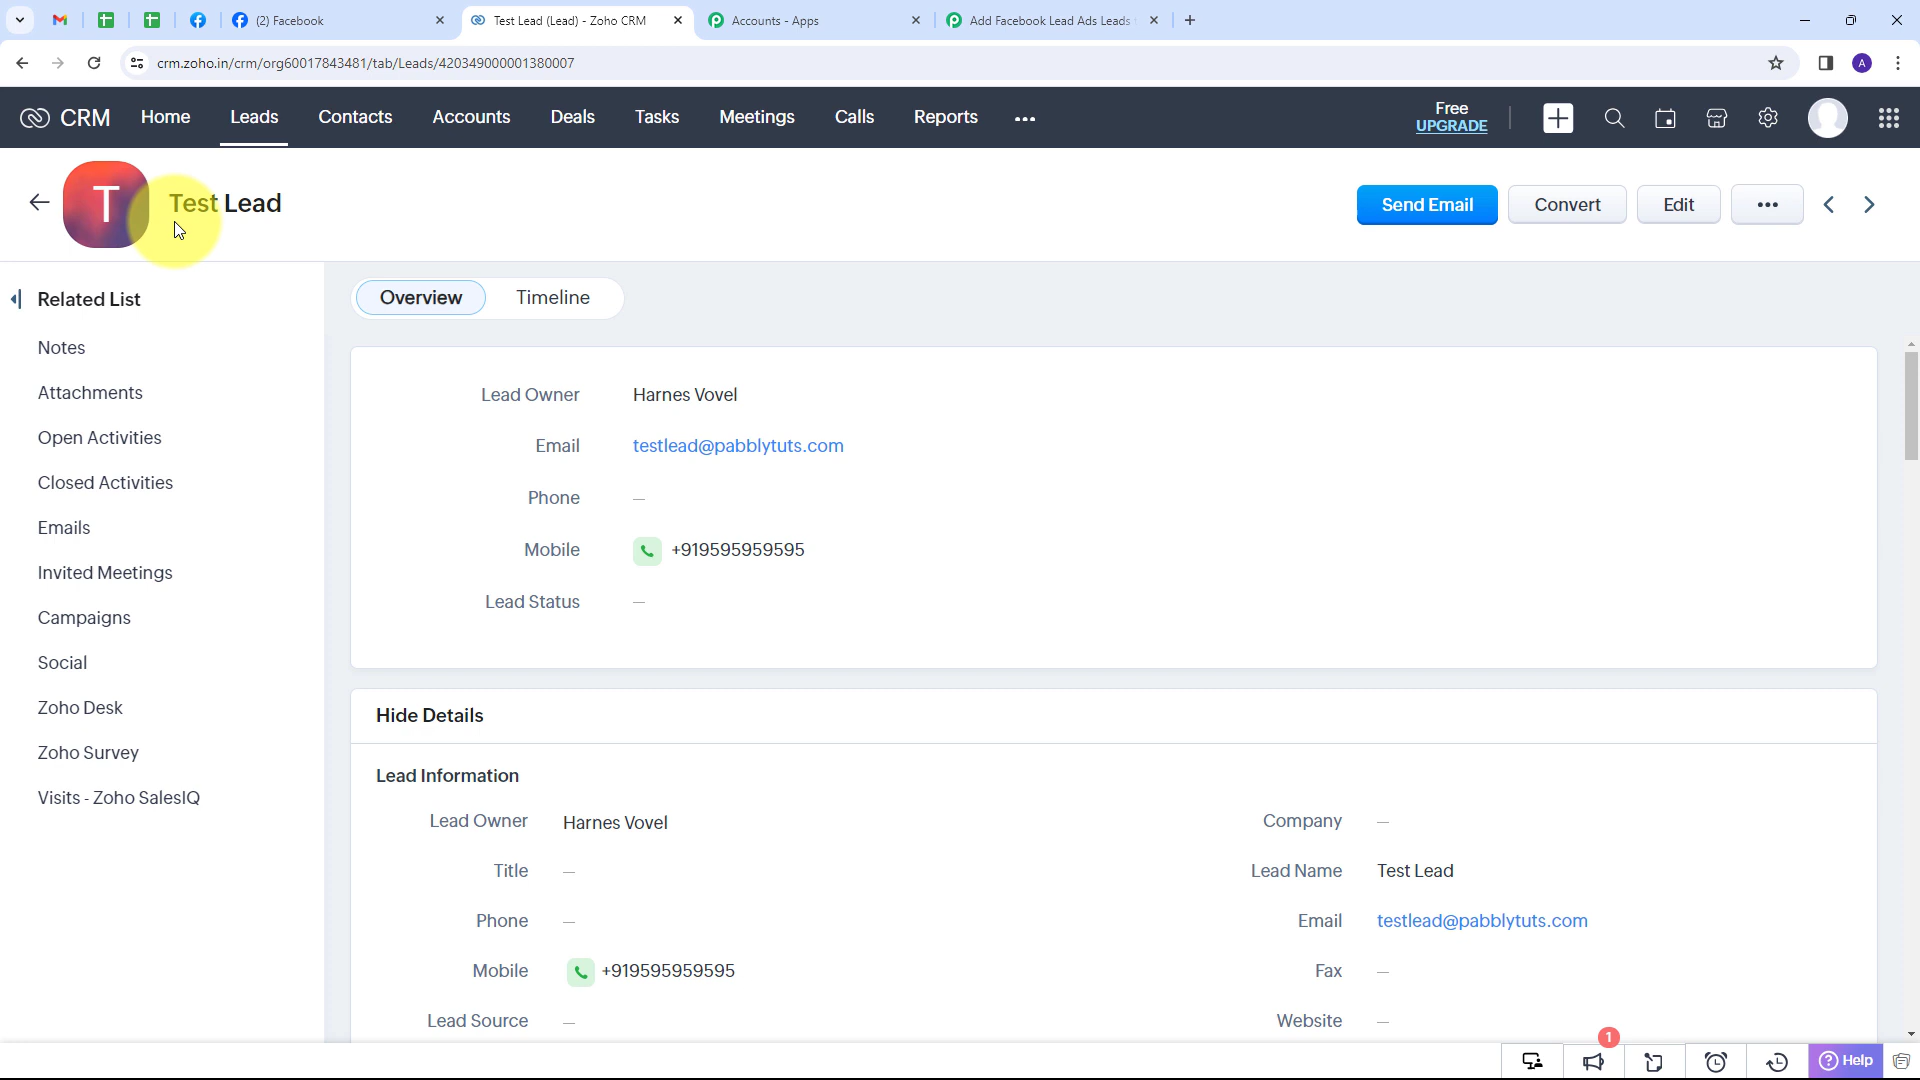 (2) Facebook
Test Lead (Lead) - Zoho CRM
Accounts - Apps
Add Facebook Lead Ads Leads
crm.zoho.in/crm/org60017843481/tab/Leads/420349000001380007
A
CRM
Home
Leads
Contacts
Accounts
Deals
Tasks
Meetings
Calls
Reports
Free
UPGRADE
T
Test Lead
Send Email
Convert
Edit
Related List
Notes
Attachments
Open Activities
Closed Activities
Emails
Invited Meetings
Campaigns
Social
Zoho Desk
Zoho Survey
Visits - Zoho SalesIQ
Overview
Timeline
Lead Owner Harnes Vovel
Email testlead@pabblytuts.com
Phone —
Mobile +919595959595
Lead Status —
Hide Details
Lead Information
Lead Owner Harnes Vovel
Company —
Title —
Lead Name Test Lead
Phone —
Email testlead@pabblytuts.com
Mobile +919595959595
Fax —
Lead Source —
Website —
1
Help